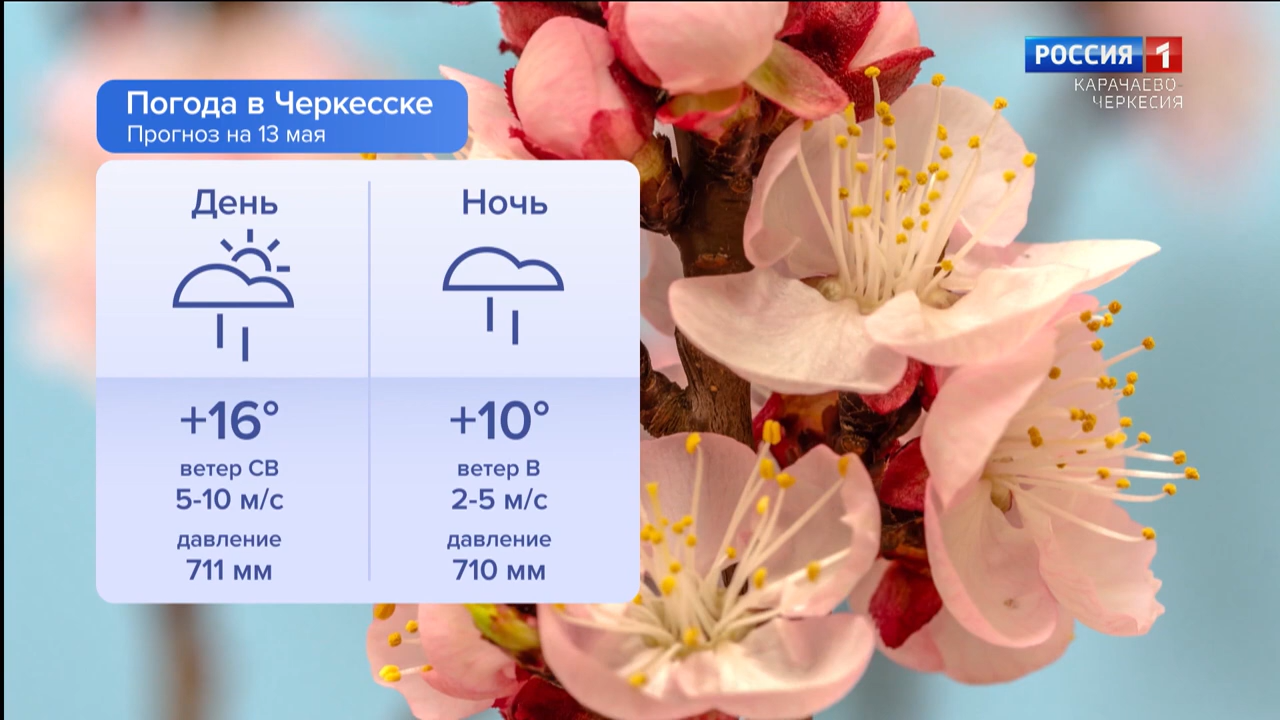 Погода в Черкесске
Прогноз на 13 мая
РОССИЯ 1
КАРАЧАЕВО-
ЧЕРКЕСИЯ
День
Ночь
+16°
+10°
ветер СВ
ветер В
5-10 м/с
2-5 м/с
давление
давление
711 мм
710 мм